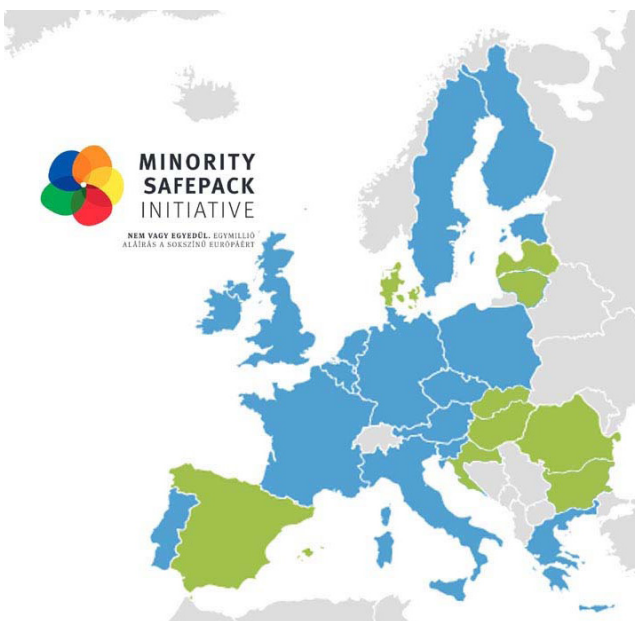 MINORITY
SAFEPACK
INITIATIVE
NEM VAGY EGYEDÜL. EGYMILLIÓ
ALÁÍRÁS A SOKSZÍNŰ EURÓPÁÉRT